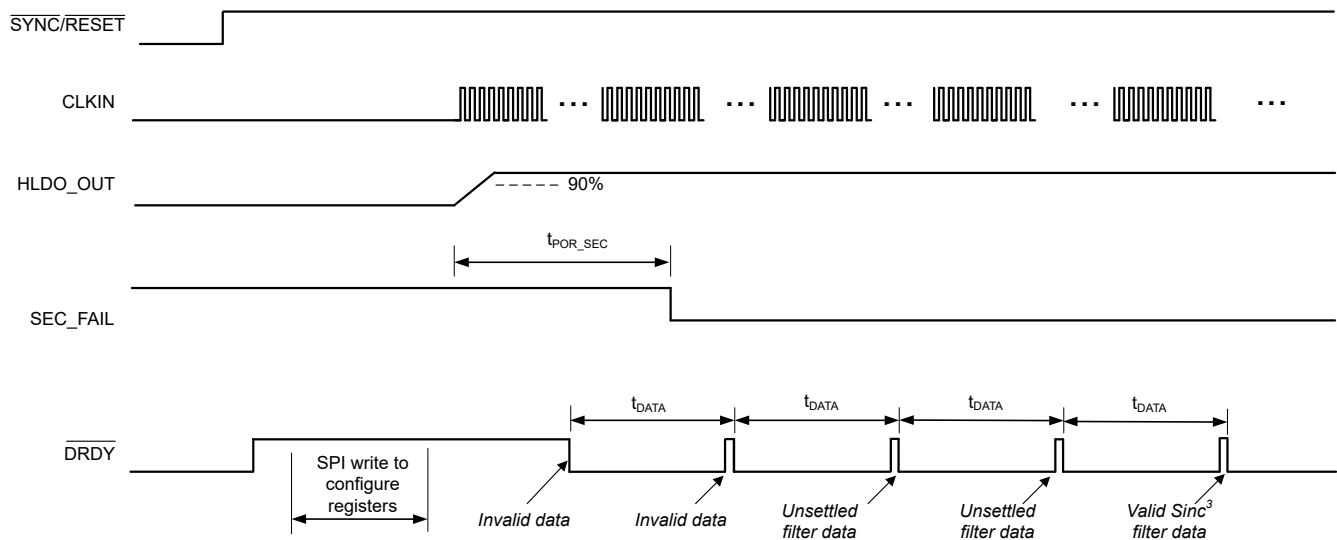 SYNC/RESET
CLKIN
... ... ... ... ...
HLDO_OUT
90%
tPOR_SEC
SEC_FAIL
tDATA tDATA tDATA tDATA
DRDY
SPI write to
configure
registers
Invalid data
Invalid data
Unsettled
filter data
Unsettled
filter data
Valid Sinc³
filter data